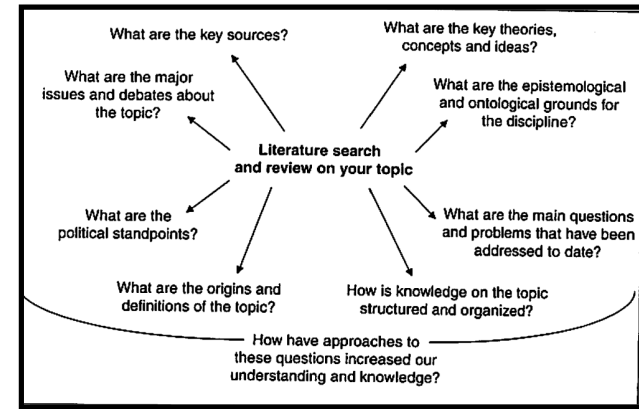 What are the key sources?
What are the key theories,
concepts and ideas?
What are the major
issues and debates about
the topic?
What are the epistemological
and ontological grounds for
the discipline?
Literature search
and review on your topic
What are the
political standpoints?
What are the main questions
and problems that have been
addressed to date?
What are the origins and
definitions of the topic?
How is knowledge on the topic
structured and organized?
How have approaches to
these questions increased our
understanding and knowledge?